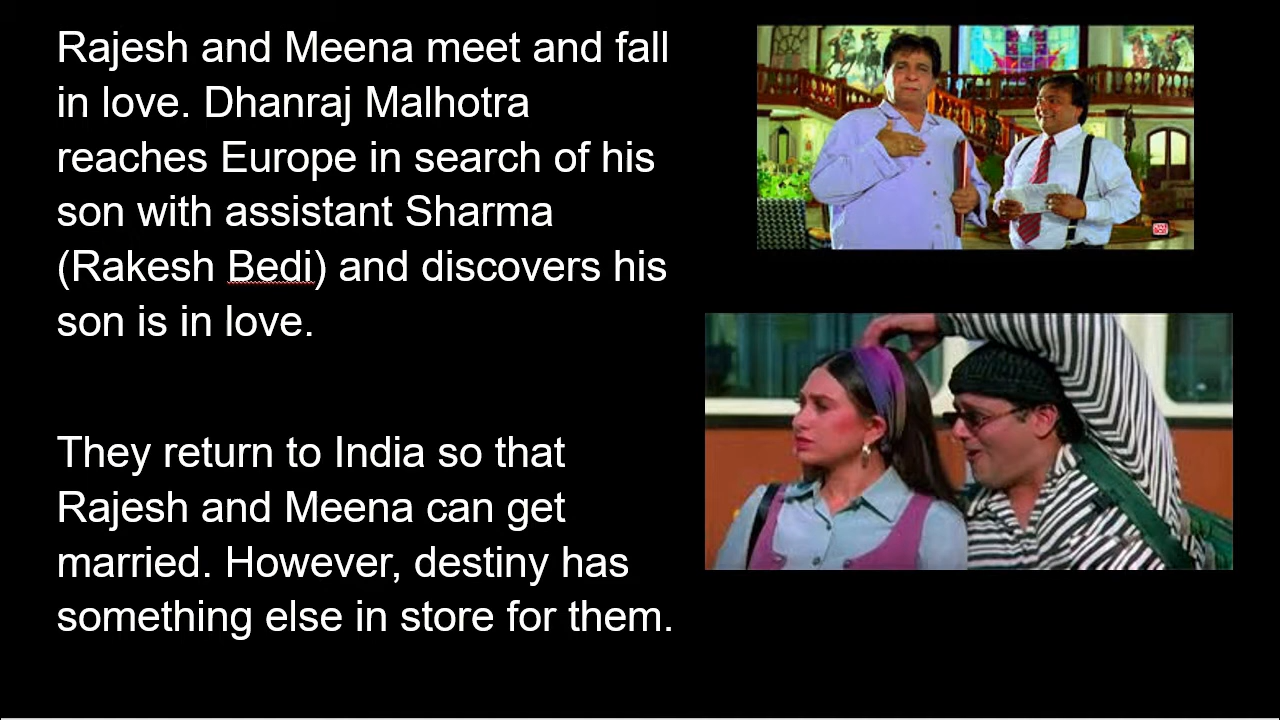 Rajesh and Meena meet and fall
in love. Dhanraj Malhotra
reaches Europe in search of his
son with assistant Sharma
(Rakesh Bedi) and discovers his
son is in love.
They return to India so that
Rajesh and Meena can get
married. However, destiny has
something else in store for them.